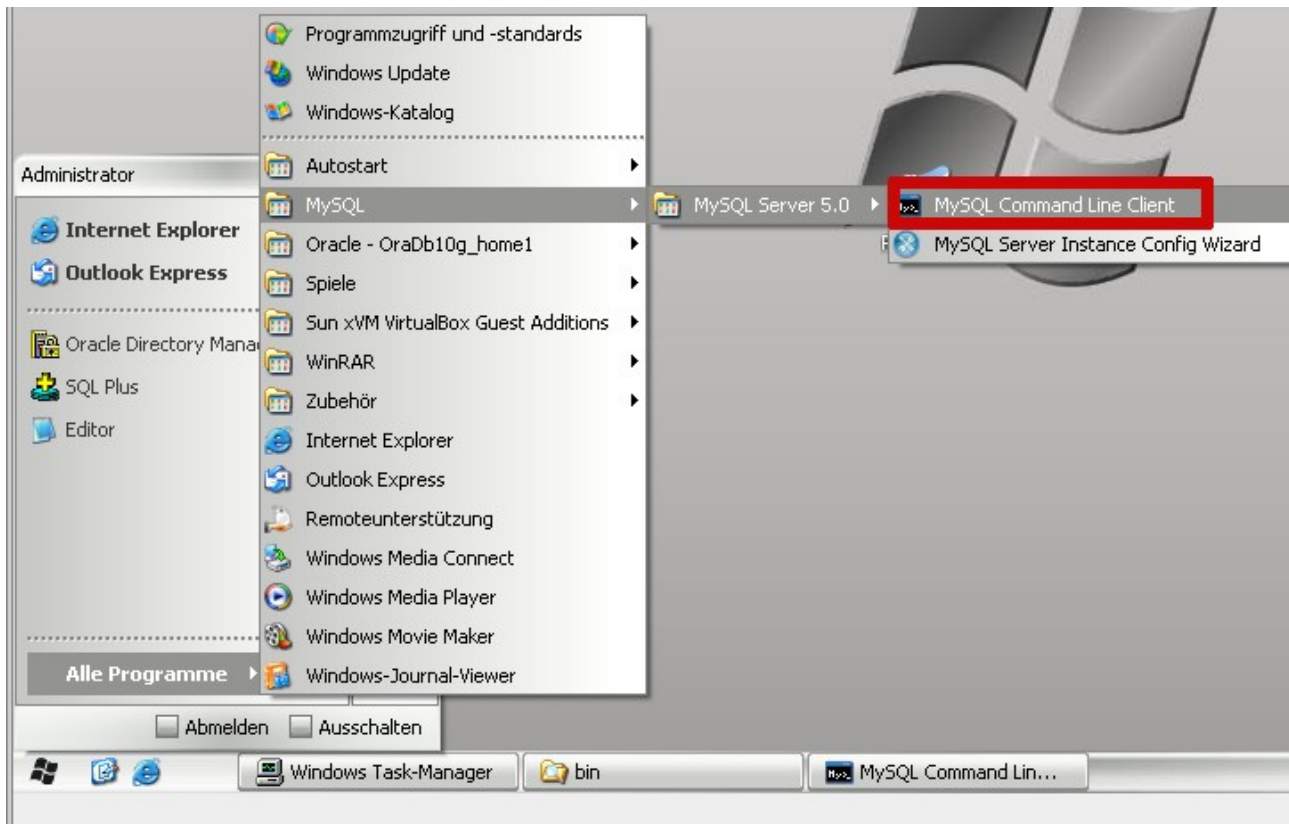 Programmzugriff und -standards
Windows Update
Windows-Katalog
Administrator
Autostart
MySQL
MySQL Server 5.0
MySQL Command Line Client
Internet Explorer
Oracle - OraDb10g_home1
MySQL Server Instance Config Wizard
Outlook Express
Spiele
Sun xVM VirtualBox Guest Additions
Oracle Directory Mana
WinRAR
SQL Plus
Zubehör
Editor
Internet Explorer
Outlook Express
Remoteunterstützung
Windows Media Connect
Windows Media Player
Windows Movie Maker
Alle Programme
Windows-Journal-Viewer
Abmelden
Ausschalten
Windows Task-Manager
bin
MySQL Command Lin...